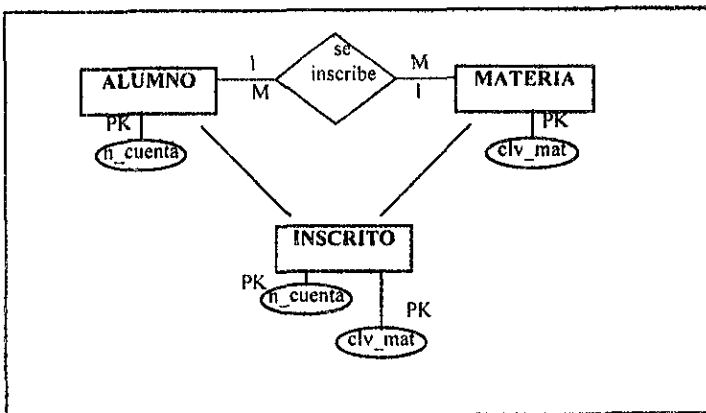 ALUMNO
1
M
se
inscribe
M
1
MATERIA
PK
n_cuenta
PK
clv_mat
INSCRITO
PK
n_cuenta
PK
clv_mat